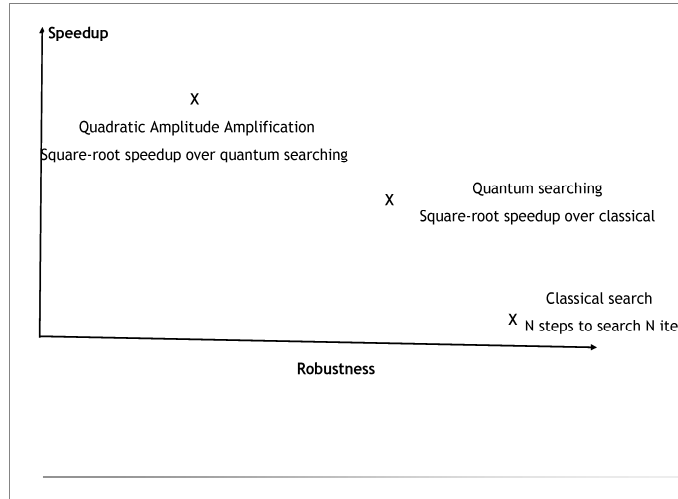 Speedup
X
Quadratic Amplitude Amplification
Square-root speedup over quantum searching
X
Quantum searching
Square-root speedup over classical
Classical search
X
N steps to search N ite
Robustness